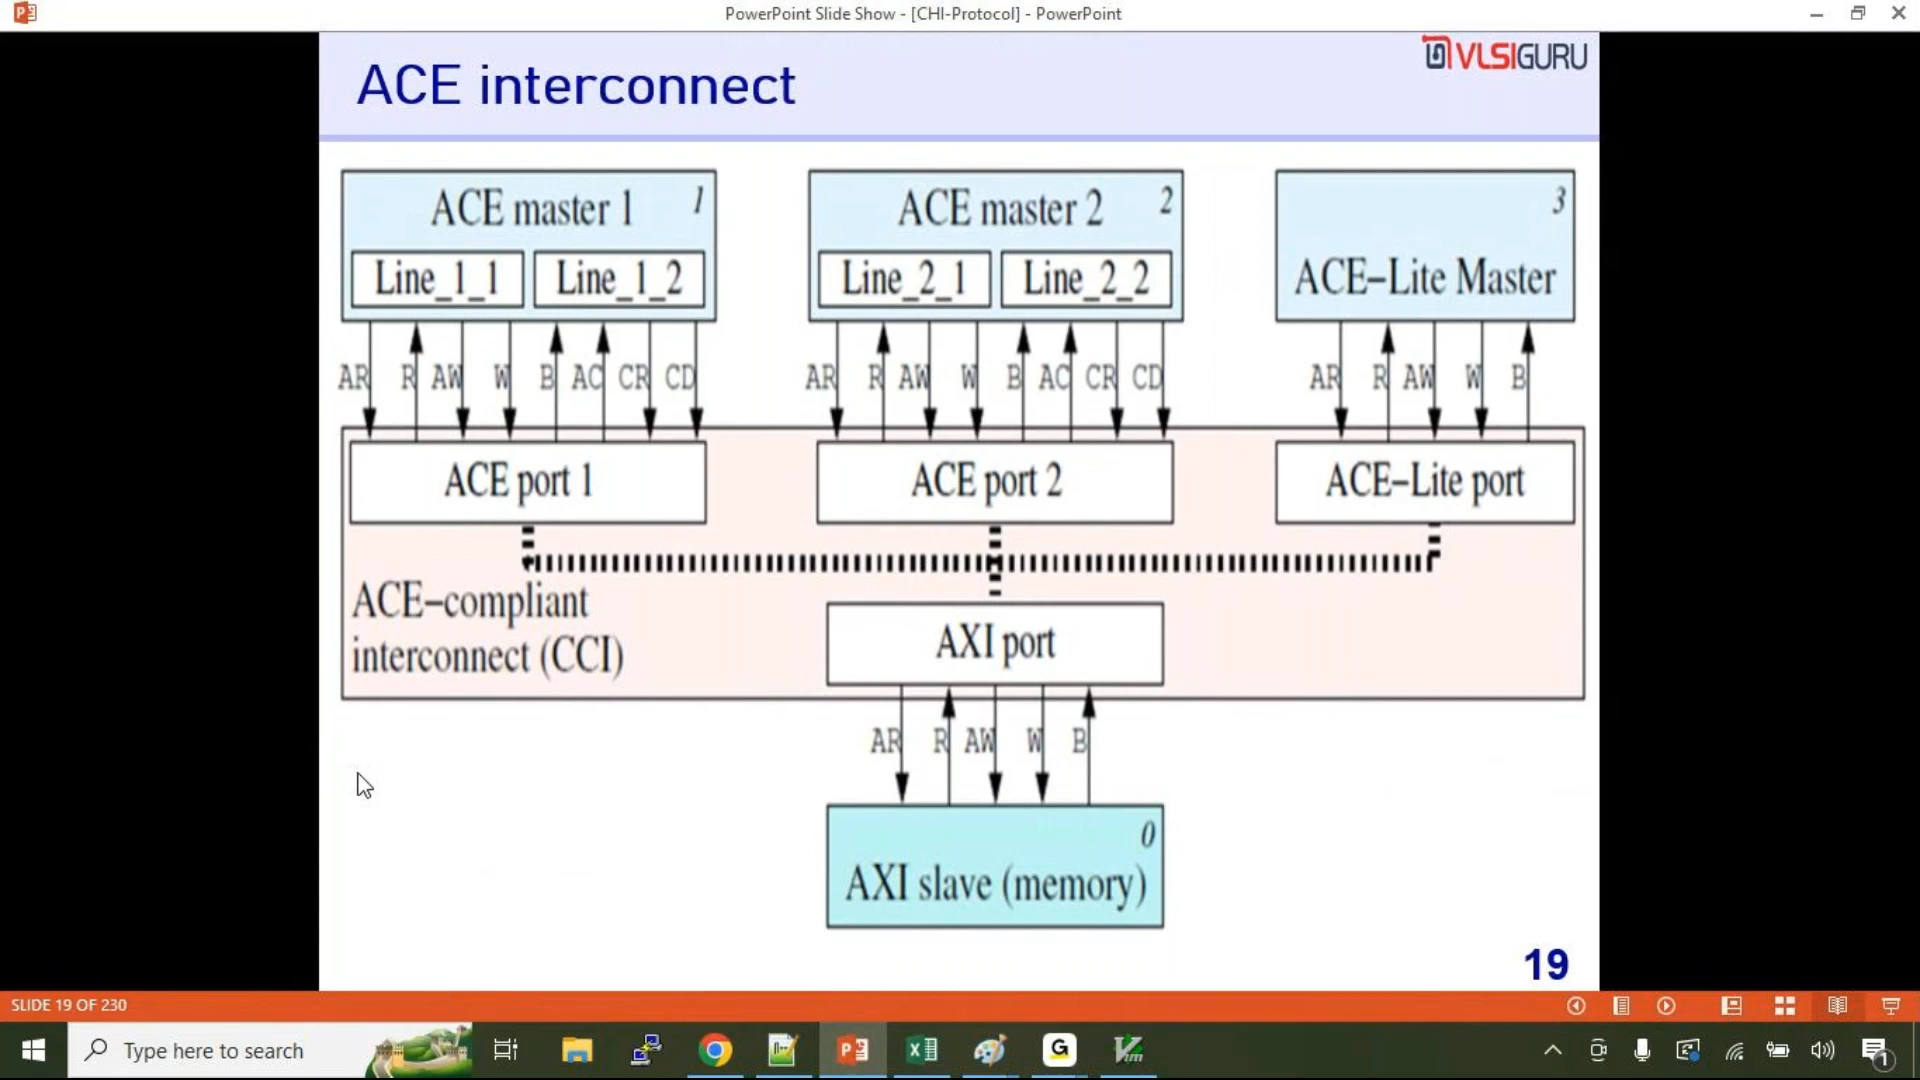 PowerPoint Slide Show - [CHI-Protocol] - PowerPoint
ACE interconnect
VLSIGURU
ACE master 1 1
Line_1_1 Line_1_2
ACE master 2 2
Line_2_1 Line_2_2
3
ACE–Lite Master
AR R AW W B AC CR CD
AR R AW W B AC CR CD
AR R AW W B
ACE port 1
ACE port 2
ACE–Lite port
ACE–compliant
interconnect (CCI)
AXI port
AR R AW W B
0
AXI slave (memory)
19
SLIDE 19 OF 230
Type here to search